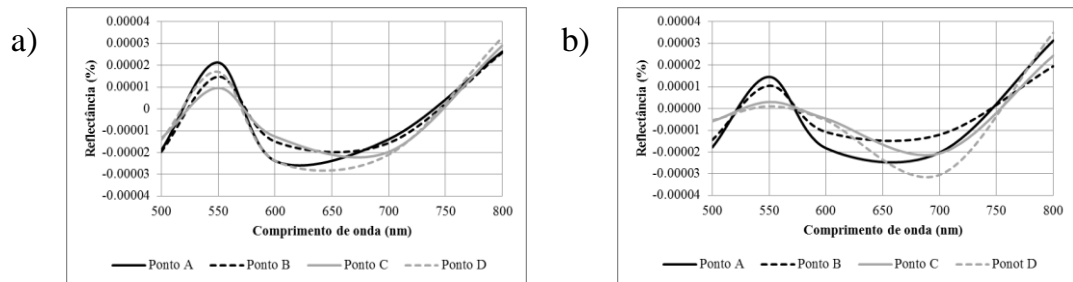 a)
Reflectância (%)
0.00004
0.00003
0.00002
0.00001
0
-0.00001
-0.00002
-0.00003
-0.00004
500 550 600 650 700 750 800
Comprimento de onda (nm)
Ponto A Ponto B Ponto C Ponto D
b)
Reflectância (%)
0.00004
0.00003
0.00002
0.00001
0.00000
-0.00001
-0.00002
-0.00003
-0.00004
500 550 600 650 700 750 800
Comprimento de onda (nm)
Ponto A Ponto B Ponto C Ponot D